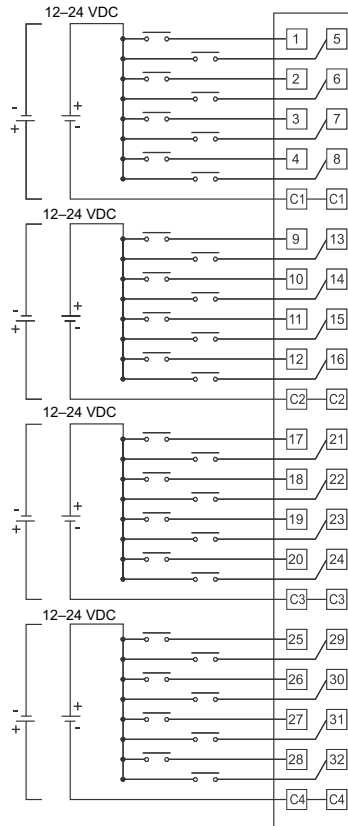 12–24 VDC
1 5
2 6
- + 3 7
+ - 4 8
C1 C1
12–24 VDC
9 13
10 14
- + 11 15
+ - 12 16
C2 C2
12–24 VDC
17 21
18 22
- + 19 23
+ - 20 24
C3 C3
12–24 VDC
25 29
26 30
- + 27 31
+ - 28 32
C4 C4